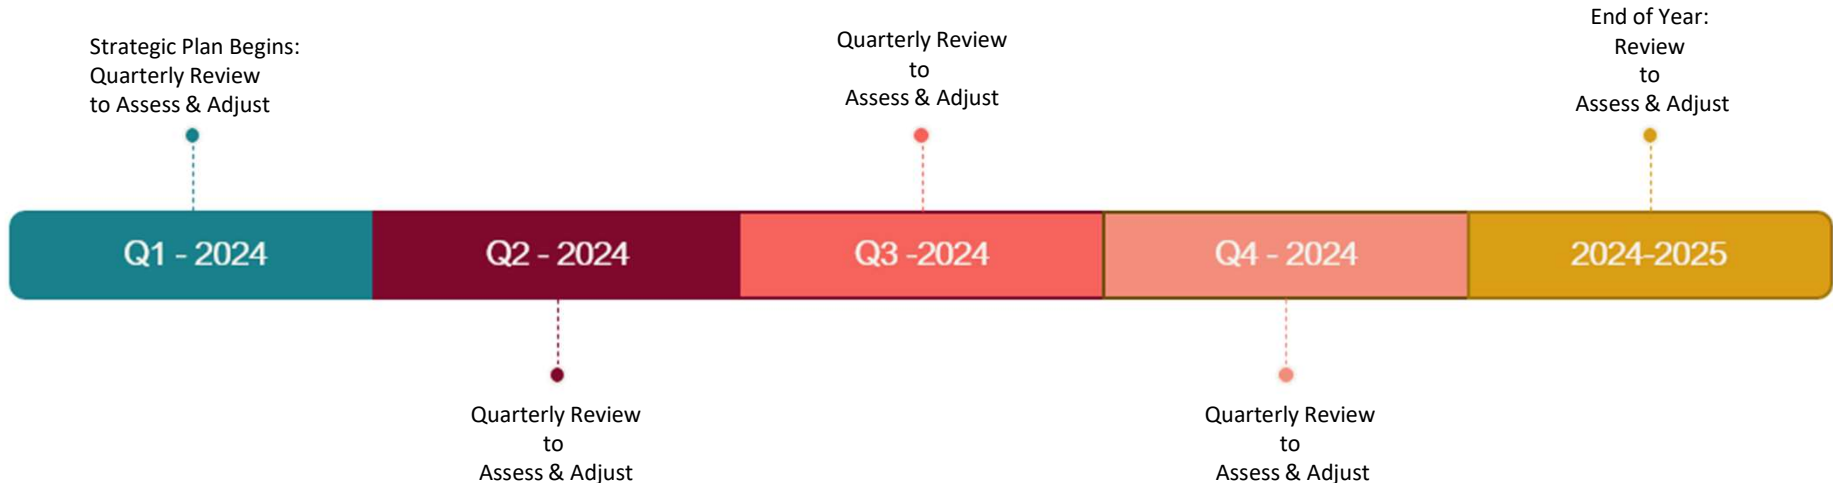 Strategic Plan Begins:
Quarterly Review
to Assess & Adjust
Quarterly Review
to
Assess & Adjust
End of Year:
Review
to
Assess & Adjust
Q1 - 2024
Q2 - 2024
Q3 -2024
Q4 - 2024
2024-2025
Quarterly Review
to
Assess & Adjust
Quarterly Review
to
Assess & Adjust